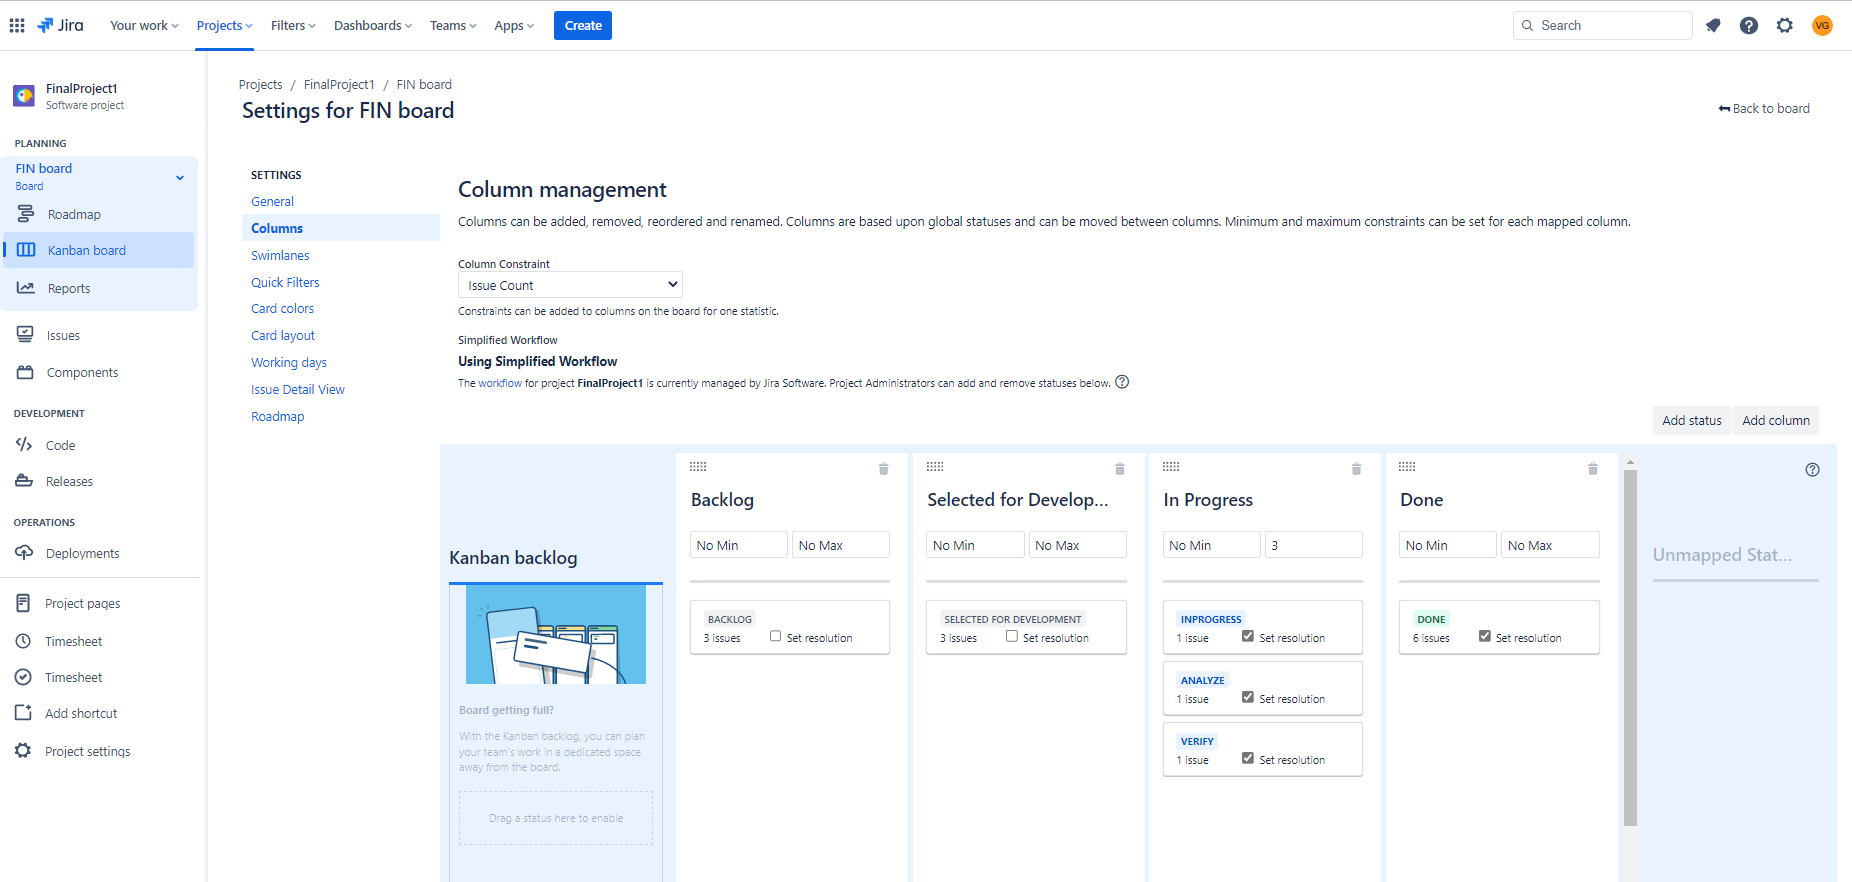 Jira
Your work
Projects
Filters
Dashboards
Teams
Apps
Create
Search
VG
FinalProject1
Software project
PLANNING
FIN board
Board
Roadmap
Kanban board
Reports
Issues
Components
DEVELOPMENT
Code
Releases
OPERATIONS
Deployments
Project pages
Timesheet
Timesheet
Add shortcut
Project settings
Projects / FinalProject1 / FIN board
Settings for FIN board
Back to board
SETTINGS
General
Columns
Swimlanes
Quick Filters
Card colors
Card layout
Working days
Issue Detail View
Roadmap
Column management
Columns can be added, removed, reordered and renamed. Columns are based upon global statuses and can be moved between columns. Minimum and maximum constraints can be set for each mapped column.
Column Constraint
Issue Count
Constraints can be added to columns on the board for one statistic.
Simplified Workflow
Using Simplified Workflow
The workflow for project FinalProject1 is currently managed by Jira Software. Project Administrators can add and remove statuses below.
Add status
Add column
Kanban backlog
Board getting full?
With the Kanban backlog, you can plan
your team's work in a dedicated space
away from the board.
Drag a status here to enable
Backlog
No Min
No Max
BACKLOG
3 issues
Set resolution
Selected for Develop...
No Min
No Max
SELECTED FOR DEVELOPMENT
3 issues
Set resolution
In Progress
No Min
3
INPROGRESS
1 issue
Set resolution
ANALYZE
1 issue
Set resolution
VERIFY
1 issue
Set resolution
Done
No Min
No Max
DONE
6 issues
Set resolution
Unmapped Stat...